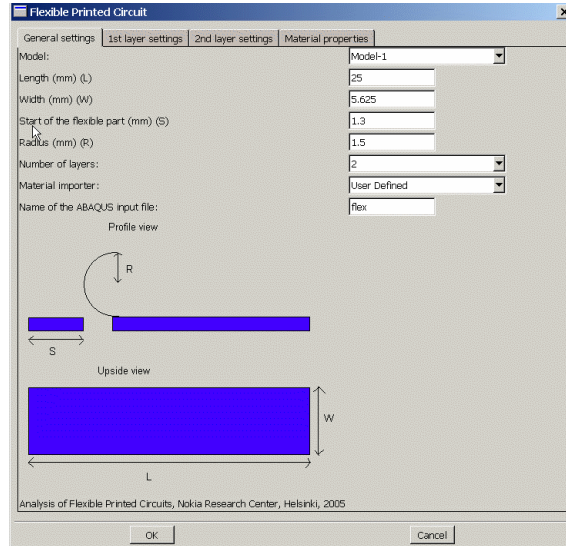 Flexible Printed Circuit
General settings 1st layer settings 2nd layer settings Material properties
Model: Model-1
Length (mm) (L) 25
Width (mm) (W) 5.625
Start of the flexible part (mm) (S) 1.3
Radius (mm) (R) 1.5
Number of layers: 2
Material importer: User Defined
Name of the ABAQUS input file: flex
Profile view
R
S
Upside view
W
L
Analysis of Flexible Printed Circuits, Nokia Research Center, Helsinki, 2005
OK Cancel